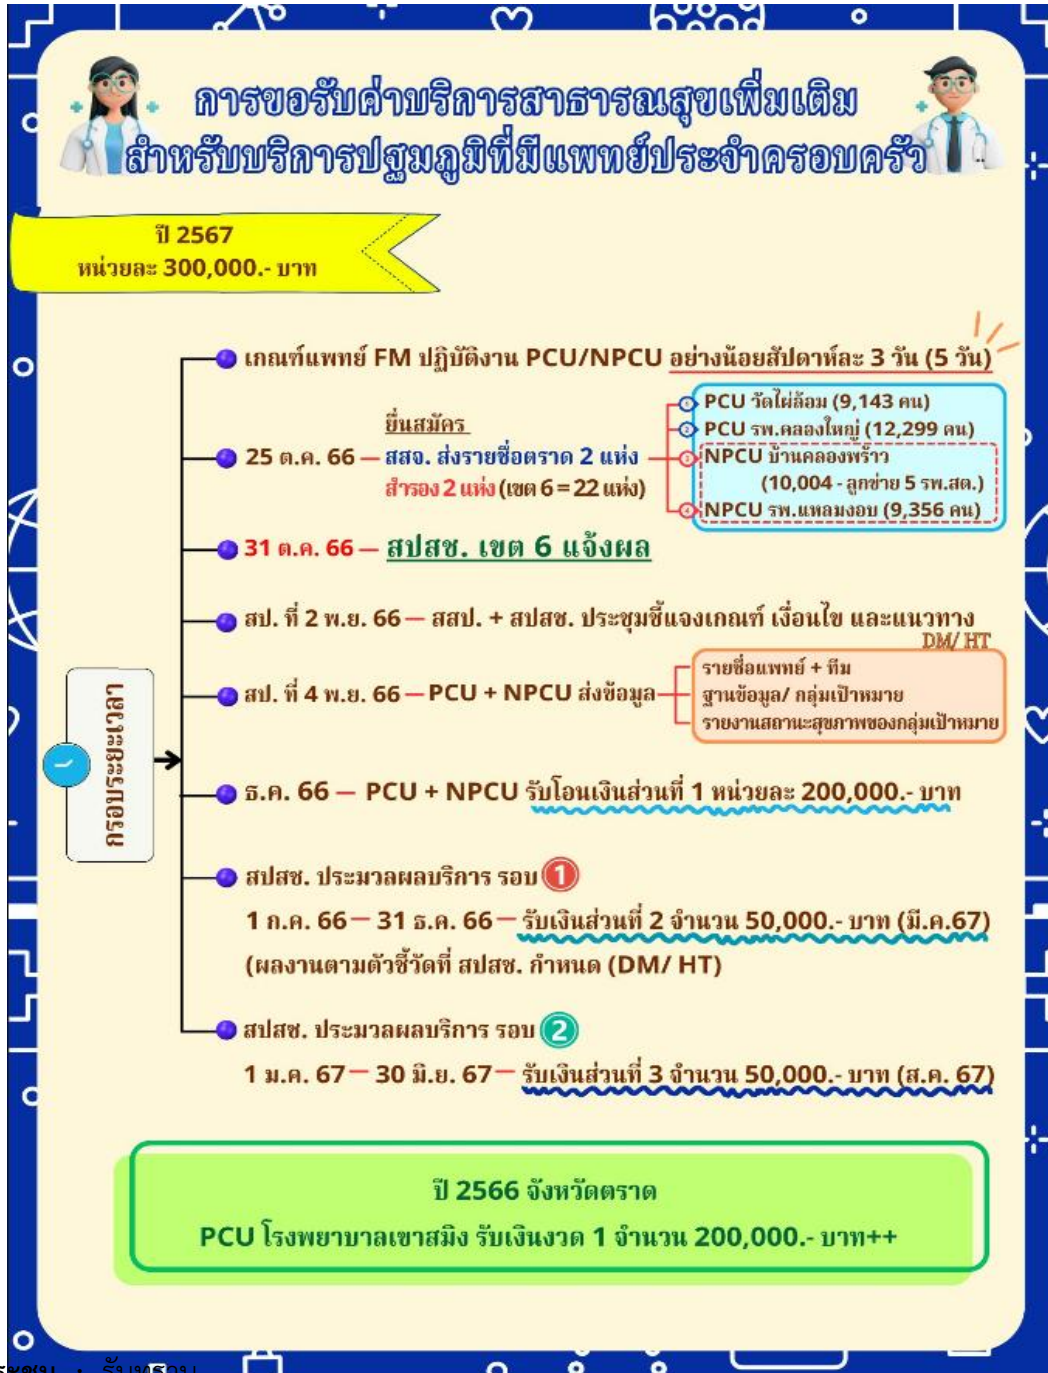 การขอรับค่าบริการสาธารณสุขเพิ่มเติม
สำหรับบริการปฐมภูมิที่มีแพทย์ประจำครอบครัว
ปี 2567
หน่วยละ 300,000.- บาท
กรอบระยะเวลา
เกณฑ์แพทย์ FM ปฏิบัติงาน PCU/NPCU อย่างน้อยสัปดาห์ละ 3 วัน (5 วัน)
ยื่นสมัคร
25 ต.ค. 66 — สสจ. ส่งรายชื่อตราด 2 แห่ง
สำรอง 2 แห่ง (เขต 6 = 22 แห่ง)
1 PCU วัดไผ่ล้อม (9,143 คน)
2 PCU รพ.คลองใหญ่ (12,299 คน)
3 NPCU บ้านคลองพร้าว
(10,004 - ลูกข่าย 5 รพ.สต.)
4 NPCU รพ.แหลมงอบ (9,356 คน)
31 ต.ค. 66 — สปสช. เขต 6 แจ้งผล
สป. ที่ 2 พ.ย. 66 — สสป. + สปสช. ประชุมชี้แจงเกณฑ์ เงื่อนไข และแนวทาง
DM/ HT
สป. ที่ 4 พ.ย. 66 — PCU + NPCU ส่งข้อมูล
รายชื่อแพทย์ + ทีม
ฐานข้อมูล/ กลุ่มเป้าหมาย
รายงานสถานะสุขภาพของกลุ่มเป้าหมาย
ธ.ค. 66 — PCU + NPCU รับโอนเงินส่วนที่ 1 หน่วยละ 200,000.- บาท
สปสช. ประมวลผลบริการ รอบ 1
1 ก.ค. 66 — 31 ธ.ค. 66 — รับเงินส่วนที่ 2 จำนวน 50,000.- บาท (มี.ค.67)
(ผลงานตามตัวชี้วัดที่ สปสช. กำหนด (DM/ HT)
สปสช. ประมวลผลบริการ รอบ 2
1 ม.ค. 67 — 30 มิ.ย. 67 — รับเงินส่วนที่ 3 จำนวน 50,000.- บาท (ส.ค. 67)
ปี 2566 จังหวัดตราด
PCU โรงพยาบาลเขาสมิง รับเงินงวด 1 จำนวน 200,000.- บาท++